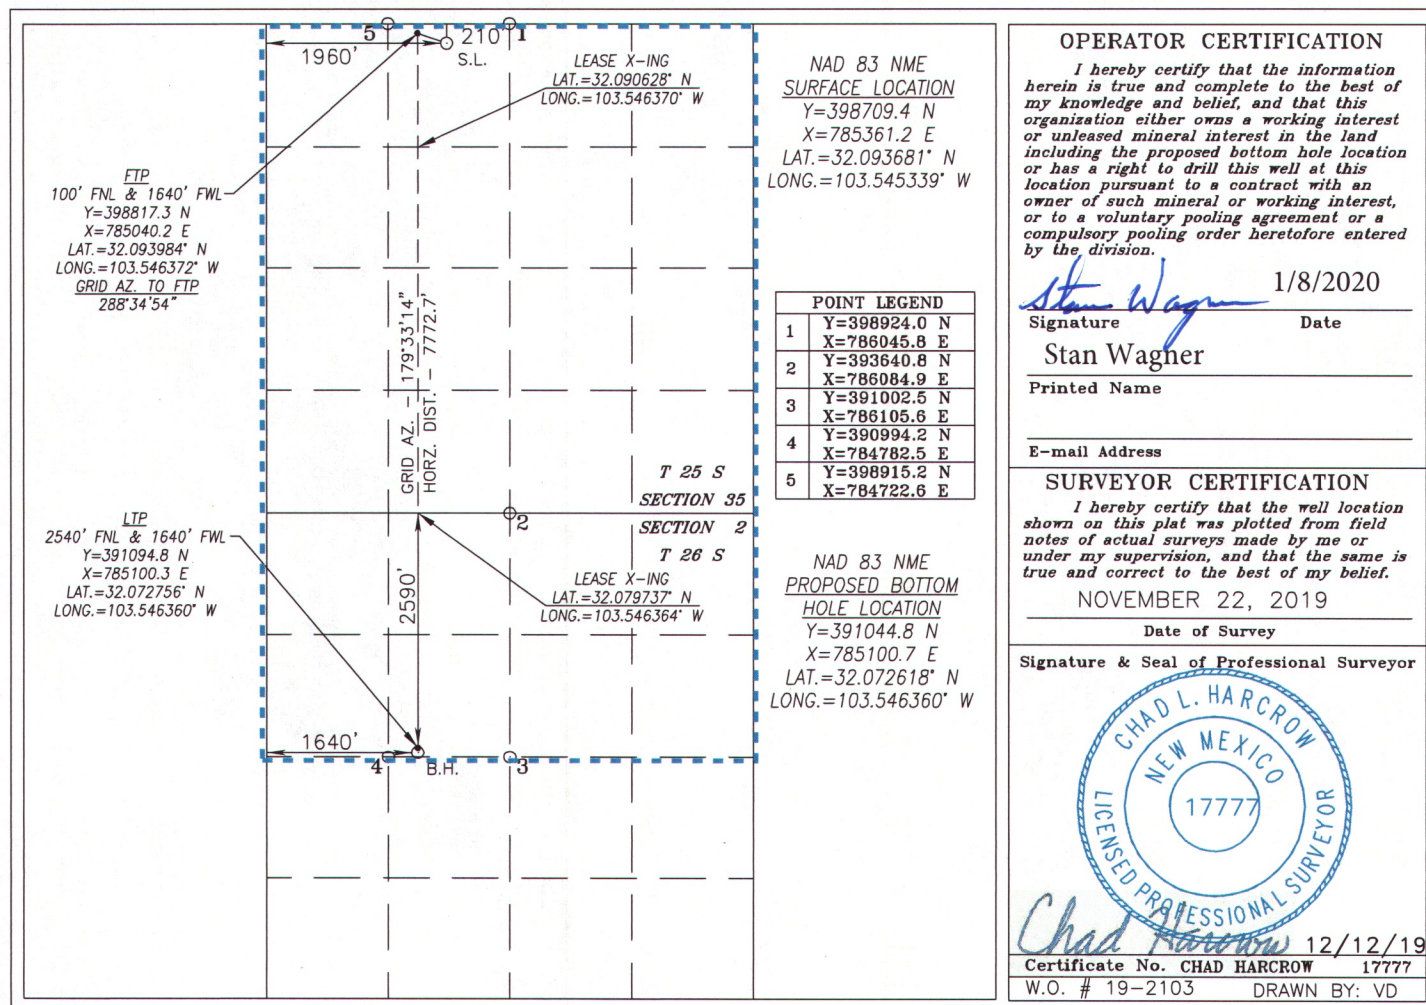 5
1
210'
1960'
S.L.
LEASE X-ING
LAT.=32.090628° N
LONG.=103.546370° W
FTP
100' FNL & 1640' FWL
Y=398817.3 N
X=785040.2 E
LAT.=32.093984° N
LONG.=103.546372° W
GRID AZ. TO FTP
288°34'54"
GRID AZ. - 179°33'14"
HORZ. DIST. - 7772.7'
T 25 S
SECTION 35
2
SECTION 2
T 26 S
LTP
2540' FNL & 1640' FWL
Y=391094.8 N
X=785100.3 E
LAT.=32.072756° N
LONG.=103.546360° W
2590'
LEASE X-ING
LAT.=32.079737° N
LONG.=103.546364° W
1640'
4
B.H.
3
NAD 83 NME
SURFACE LOCATION
Y=398709.4 N
X=785361.2 E
LAT.=32.093681° N
LONG.=103.545339° W
POINT LEGEND
1 Y=398924.0 N
X=786045.8 E
2 Y=393640.8 N
X=786084.9 E
3 Y=391002.5 N
X=786105.6 E
4 Y=390994.2 N
X=784782.5 E
5 Y=398915.2 N
X=784722.6 E
NAD 83 NME
PROPOSED BOTTOM
HOLE LOCATION
Y=391044.8 N
X=785100.7 E
LAT.=32.072618° N
LONG.=103.546360° W
OPERATOR CERTIFICATION
I hereby certify that the information
herein is true and complete to the best of
my knowledge and belief, and that this
organization either owns a working interest
or unleased mineral interest in the land
including the proposed bottom hole location
or has a right to drill this well at this
location pursuant to a contract with an
owner of such mineral or working interest,
or to a voluntary pooling agreement or a
compulsory pooling order heretofore entered
by the division.
Stan Wagner 1/8/2020
Signature Date
Stan Wagner
Printed Name
E-mail Address
SURVEYOR CERTIFICATION
I hereby certify that the well location
shown on this plat was plotted from field
notes of actual surveys made by me or
under my supervision, and that the same is
true and correct to the best of my belief.
NOVEMBER 22, 2019
Date of Survey
Signature & Seal of Professional Surveyor
CHAD L. HARCROW
NEW MEXICO
17777
LICENSED PROFESSIONAL SURVEYOR
Chad Harcrow 12/12/19
Certificate No. CHAD HARCROW 17777
W.O. # 19-2103 DRAWN BY: VD